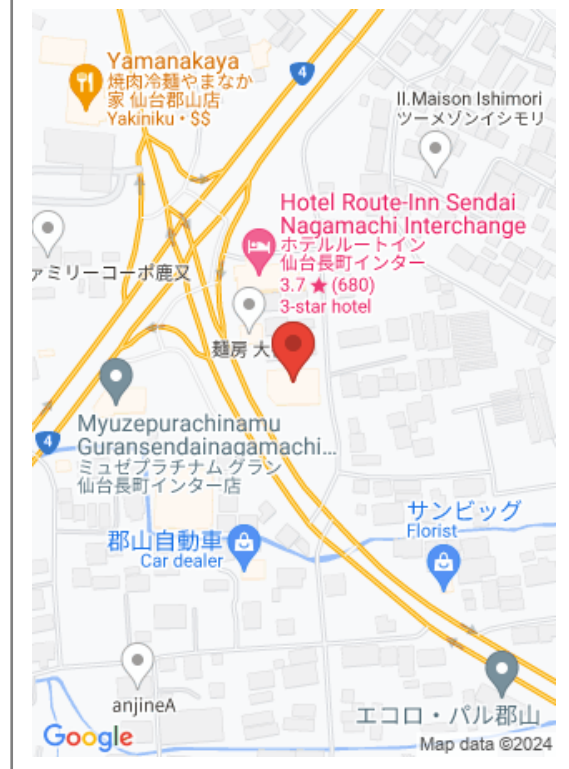 Yamanakaya
焼肉冷麺やまなか
家 仙台郡山店
Yakiniku • $$
4
II.Maison Ishimori
ツーメゾンイシモリ
Hotel Route-Inn Sendai
Nagamachi Interchange
ホテルルートイン
仙台長町インター
3.7 ★ (680)
3-star hotel
ァミリーコーポ鹿又
麺房 大
Myuzepurachinamu
Guransendainagamachi...
ミュゼプラチナム グラン
仙台長町インター店
4
サンビッグ
Florist
郡山自動車
Car dealer
anjineA
エコロ・パル郡山
Google
Map data ©2024